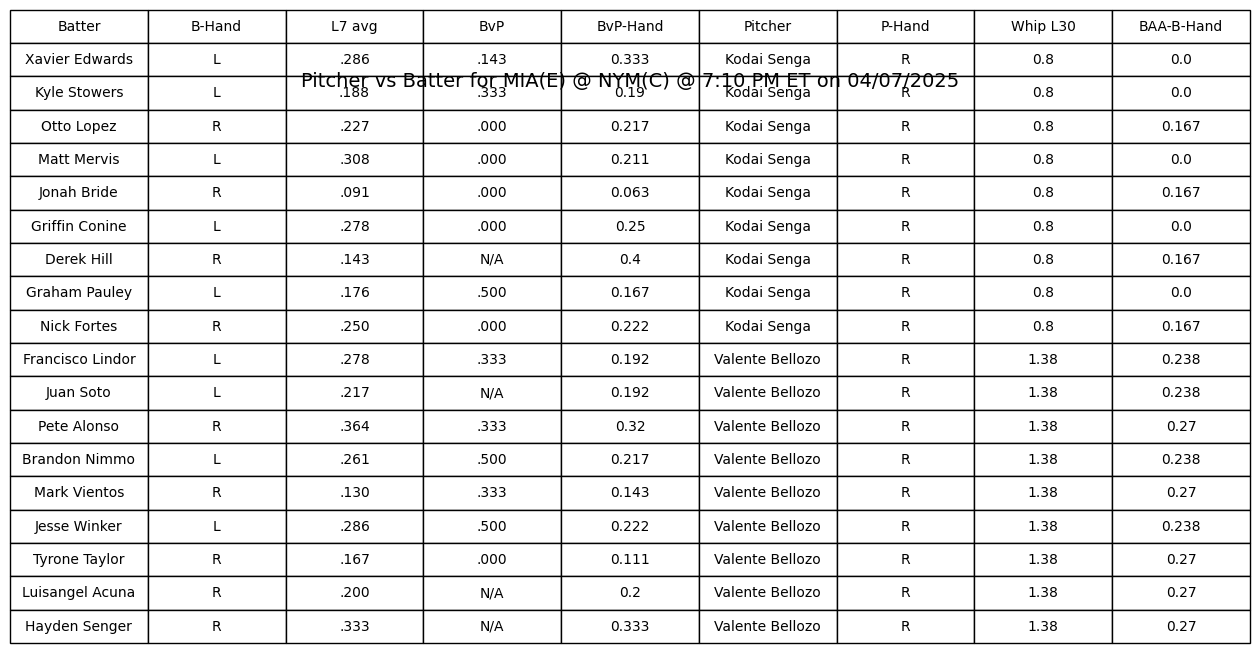 Batter B-Hand L7 avg BvP BvP-Hand Pitcher P-Hand Whip L30 BAA-B-Hand
Xavier Edwards L .286 .143 0.333 Kodai Senga R 0.8 0.0
Pitcher vs Batter for MIA(E) @ NYM(C) @ 7:10 PM ET on 04/07/2025
Kyle Stowers L .188 .333 0.19 Kodai Senga R 0.8 0.0
Otto Lopez R .227 .000 0.217 Kodai Senga R 0.8 0.167
Matt Mervis L .308 .000 0.211 Kodai Senga R 0.8 0.0
Jonah Bride R .091 .000 0.063 Kodai Senga R 0.8 0.167
Griffin Conine L .278 .000 0.25 Kodai Senga R 0.8 0.0
Derek Hill R .143 N/A 0.4 Kodai Senga R 0.8 0.167
Graham Pauley L .176 .500 0.167 Kodai Senga R 0.8 0.0
Nick Fortes R .250 .000 0.222 Kodai Senga R 0.8 0.167
Francisco Lindor L .278 .333 0.192 Valente Bellozo R 1.38 0.238
Juan Soto L .217 N/A 0.192 Valente Bellozo R 1.38 0.238
Pete Alonso R .364 .333 0.32 Valente Bellozo R 1.38 0.27
Brandon Nimmo L .261 .500 0.217 Valente Bellozo R 1.38 0.238
Mark Vientos R .130 .333 0.143 Valente Bellozo R 1.38 0.27
Jesse Winker L .286 .500 0.222 Valente Bellozo R 1.38 0.238
Tyrone Taylor R .167 .000 0.111 Valente Bellozo R 1.38 0.27
Luisangel Acuna R .200 N/A 0.2 Valente Bellozo R 1.38 0.27
Hayden Senger R .333 N/A 0.333 Valente Bellozo R 1.38 0.27